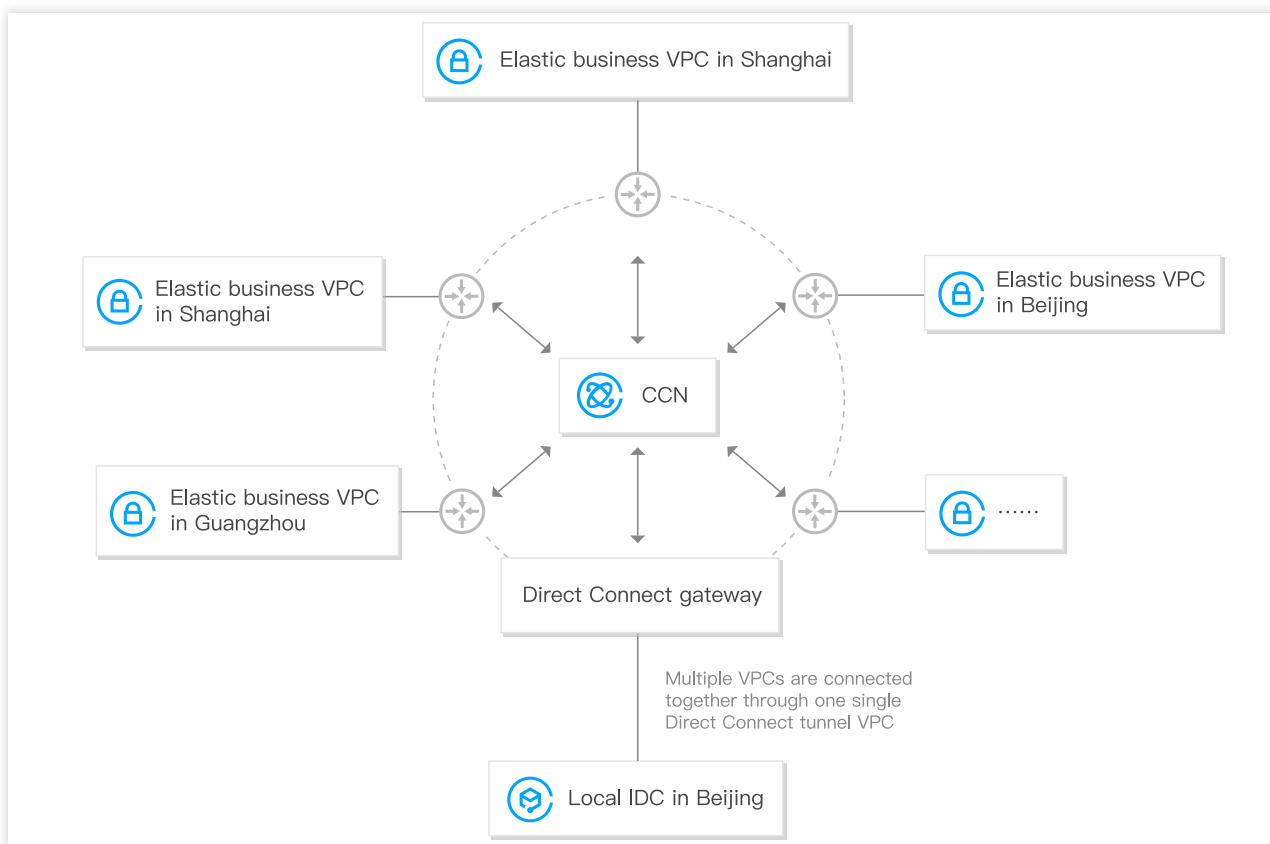 Elastic business VPC in Shanghai
Elastic business VPC
in Shanghai
Elastic business VPC
in Beijing
CCN
Elastic business VPC
in Guangzhou
······
Direct Connect gateway
Multiple VPCs are connected
together through one single
Direct Connect tunnel VPC
Local IDC in Beijing